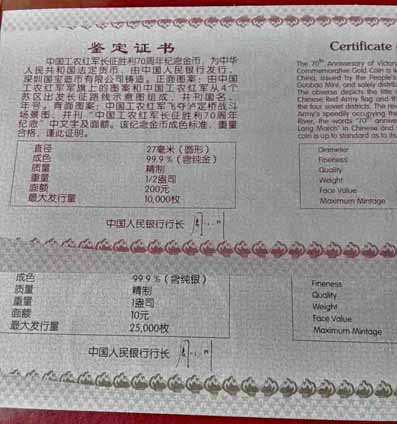 鉴定证书
Certificate
中国工农红军长征胜利70周年纪念金币，为中华
人民共和国法定货币，由中国人民银行发行，
深圳国宝造币有限公司铸造。正面图案：由中国
工农红军军旗上的图案和中国工农红军从4个
苏区出发长征路线示意图组成，并刊国名、
年号。背面图案：中国工农红军飞夺泸定桥战斗
场景图，并刊“中国工农红军长征胜利70周年
纪念”中文字及面额。该纪念金币成色标准，重量
合格，谨此证明。
The 70th Anniversary of Victory
Commemorative Gold Coin is l
China, issued by the People's
Guobao Mint, and solely distrib
The obverse depicts the title
Chinese Red Army flag and th
the four soviet districts. The rev
Army's speedily occupying the
River, the words "70th annive
Long March" in Chinese and
coin is up to standard as to its
直径 27毫米（圆形）
成色 99.9%（含纯金）
质量 精制
重量 1/2盎司
面额 200元
最大发行量 10,000枚
Diameter
Fineness
Quality
Weight
Face Value
Maximum Mintage
中国人民银行行长
成色 99.9%（含纯银）
质量 精制
重量 1盎司
面额 10元
最大发行量 25,000枚
Fineness
Quality
Weight
Face Value
Maximum Mintage
中国人民银行行长